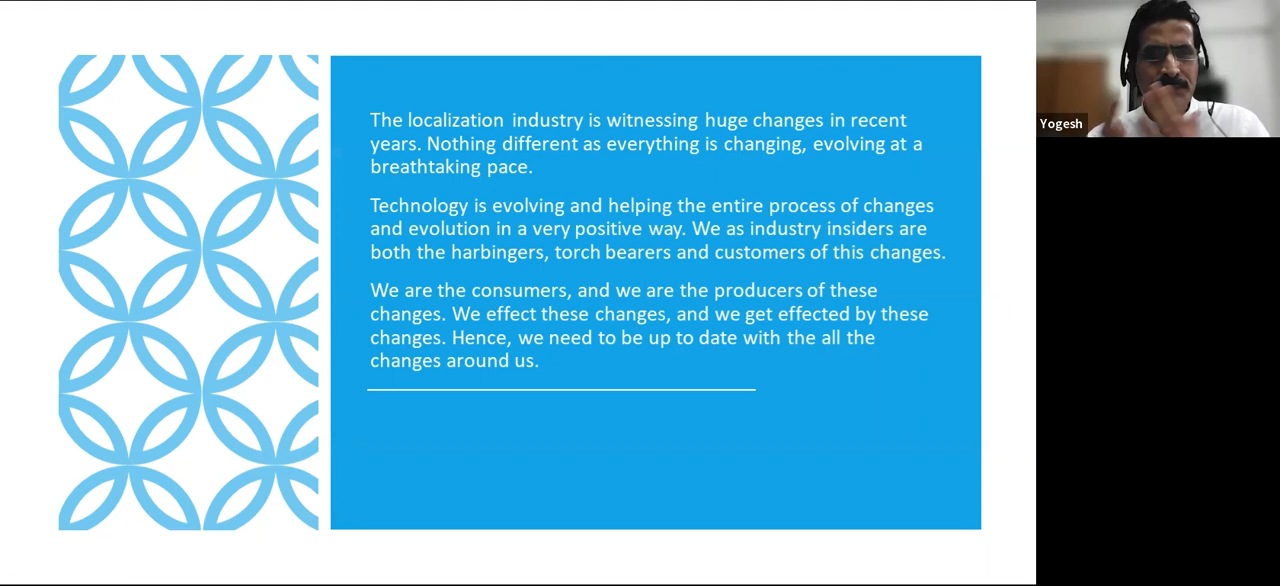 The localization industry is witnessing huge changes in recent
years. Nothing different as everything is changing, evolving at a
breathtaking pace.
Technology is evolving and helping the entire process of changes
and evolution in a very positive way. We as industry insiders are
both the harbingers, torch bearers and customers of this changes.
We are the consumers, and we are the producers of these
changes. We effect these changes, and we get effected by these
changes. Hence, we need to be up to date with the all the
changes around us.
Yogesh